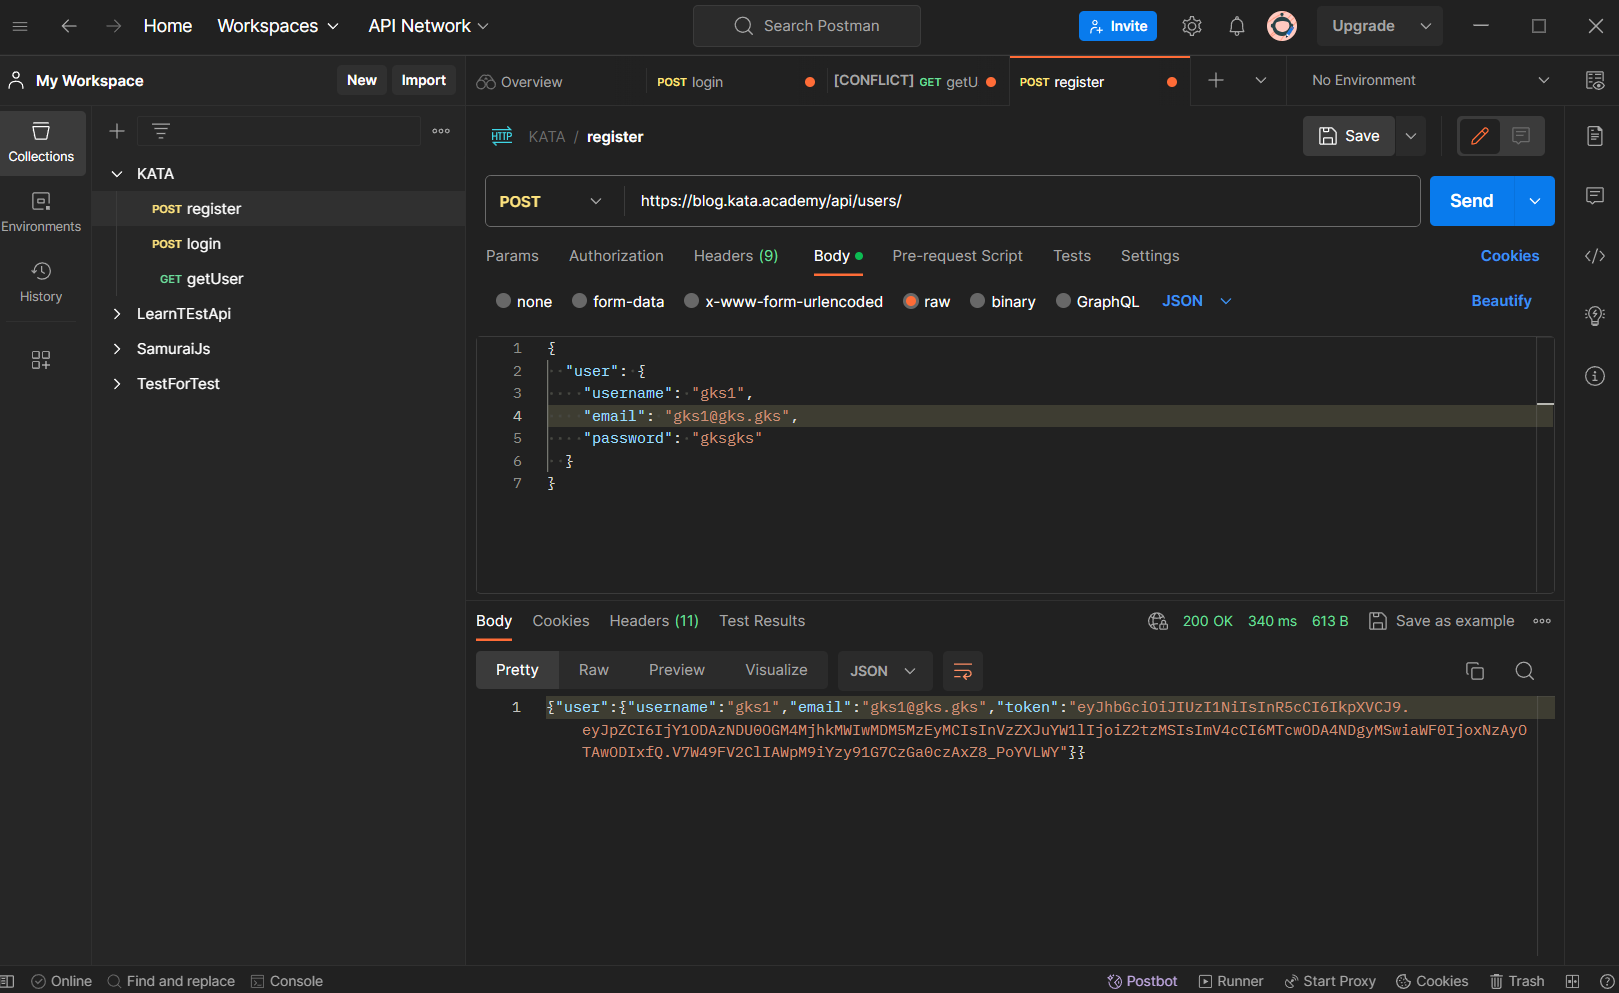 Home Workspaces API Network Search Postman Invite Upgrade
My Workspace New Import Overview POST login [CONFLICT] GET getU POST register No Environment
Collections
Environments
History
KATA
POST register
POST login
GET getUser
LearnTEstApi
SamuraiJs
TestForTest
HTTP KATA / register Save
POST https://blog.kata.academy/api/users/ Send
Params Authorization Headers (9) Body Pre-request Script Tests Settings Cookies
none form-data x-www-form-urlencoded raw binary GraphQL JSON Beautify
1 {
2 "user": {
3 "username": "gks1",
4 "email": "gks1@gks.gks",
5 "password": "gksgks"
6 }
7 }
Body Cookies Headers (11) Test Results 200 OK 340 ms 613 B Save as example
Pretty Raw Preview Visualize JSON
1 {"user":{"username":"gks1","email":"gks1@gks.gks","token":"eyJhbGciOiJIUzI1NiIsInR5cCI6IkpXVCJ9.
eyJpZCI6IjY1ODAzNDU0OGM4MjhkMWIwMDM5MzEyMCIsInVzZXJuYW1lIjoiZ2tzMSIsImV4cCI6MTcwODA4NDgyMSwiaWF0IjoxNzAyO
TAwODIxfQ.V7W49FV2ClIAWpM9iYzy91G7CzGa0czAxZ8_PoYVLWY"}}
Online Find and replace Console Postbot Runner Start Proxy Cookies Trash